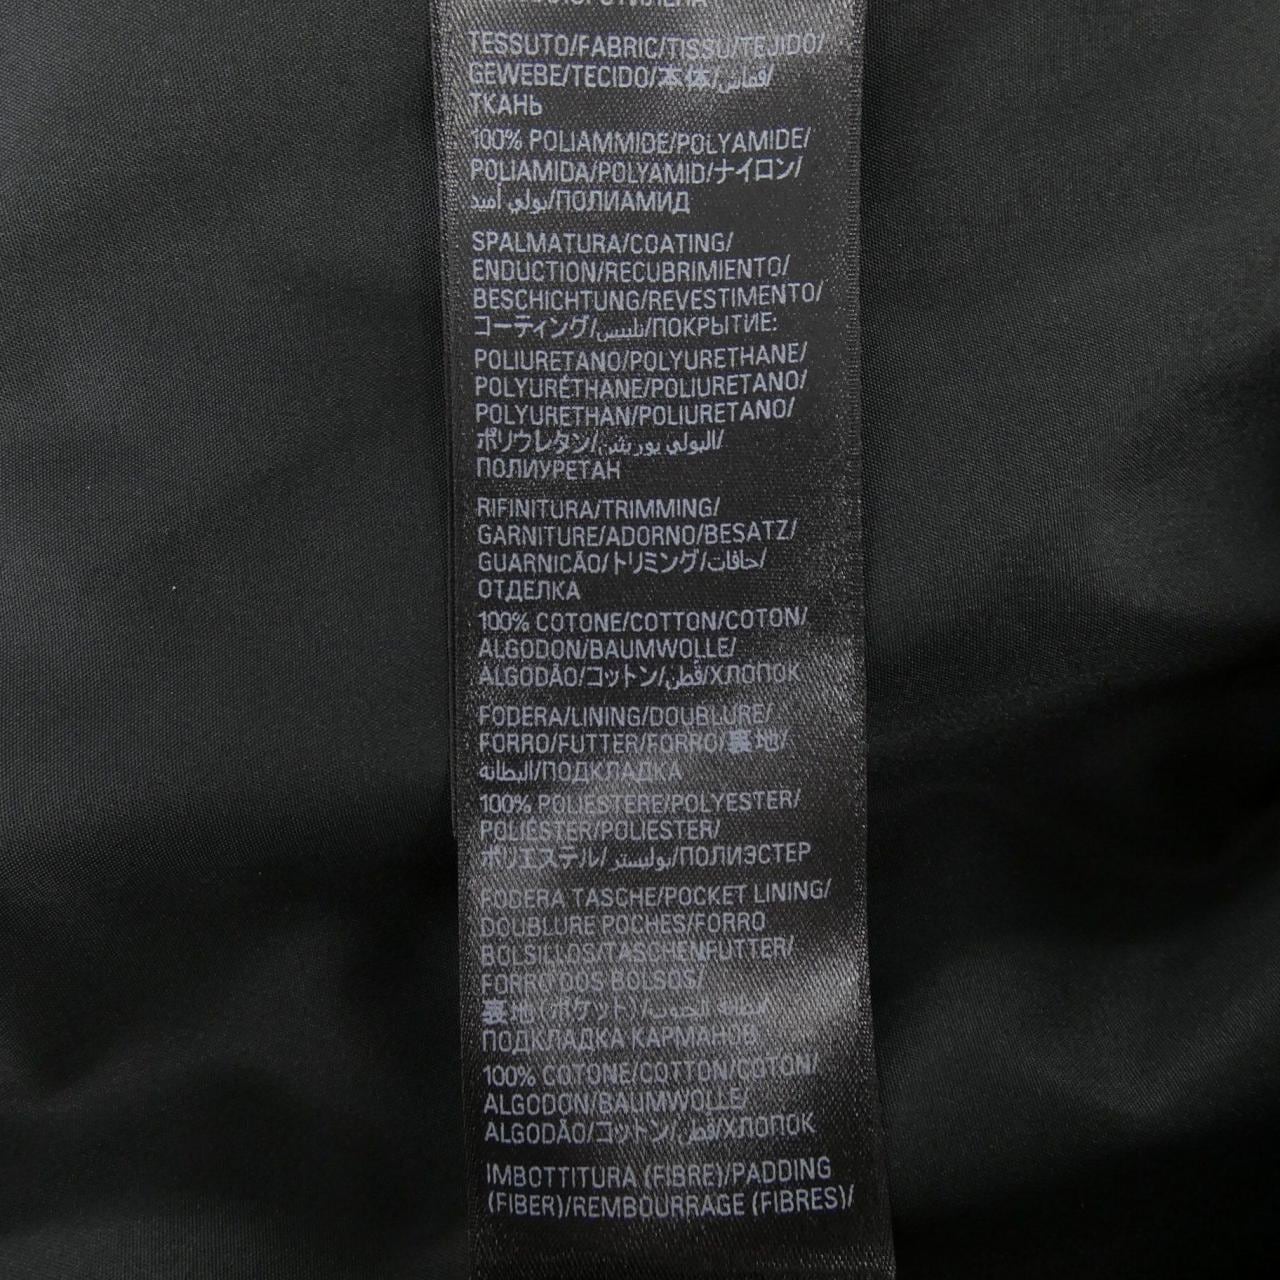 TESSUTO/FABRIC/TISSU/TEJIDO/
GEWEBE/TECIDO/本体/قماش/
ТКАНЬ
100% POLIAMMIDE/POLYAMIDE/
POLIAMIDA/POLYAMID/ナイロン/
بولي أميد/ПОЛИАМИД
SPALMATURA/COATING/
ENDUCTION/RECUBRIMIENTO/
BESCHICHTUNG/REVESTIMENTO/
コーティング/تلبيس/ПОКРЫТИЕ:
POLIURETANO/POLYURETHANE/
POLYURÉTHANE/POLIURETANO/
POLYURETHAN/POLIURETANO/
ポリウレタン/البولي يوريثين/
ПОЛИУРЕТАН
RIFINITURA/TRIMMING/
GARNITURE/ADORNO/BESATZ/
GUARNICÃO/トリミング/حافات/
ОТДЕЛКА
100% COTONE/COTTON/COTON/
ALGODON/BAUMWOLLE/
ALGODÃO/コットン/قطن/ХЛОПОК
FODERA/LINING/DOUBLURE/
FORRO/FUTTER/FORRO/裏地/
البطانه/ПОДКЛАДКА
100% POLIESTERE/POLYESTER/
POLIESTER/POLIESTER/
ポリエステル/بوليستر/ПОЛИЭСТЕР
FODERA TASCHE/POCKET LINING/
DOUBLURE POCHES/FORRO
BOLSILLOS/TASCHENFUTTER/
FORRO DOS BOLSOS/
裏地(ポケット)/بطانه الجيوب/
ПОДКЛАДКА КАРМАНОВ
100% COTONE/COTTON/COTON/
ALGODON/BAUMWOLLE/
ALGODÃO/コットン/قطن/ХЛОПОК
IMBOTTITURA (FIBRE)/PADDING
(FIBER)/REMBOURRAGE (FIBRES)/